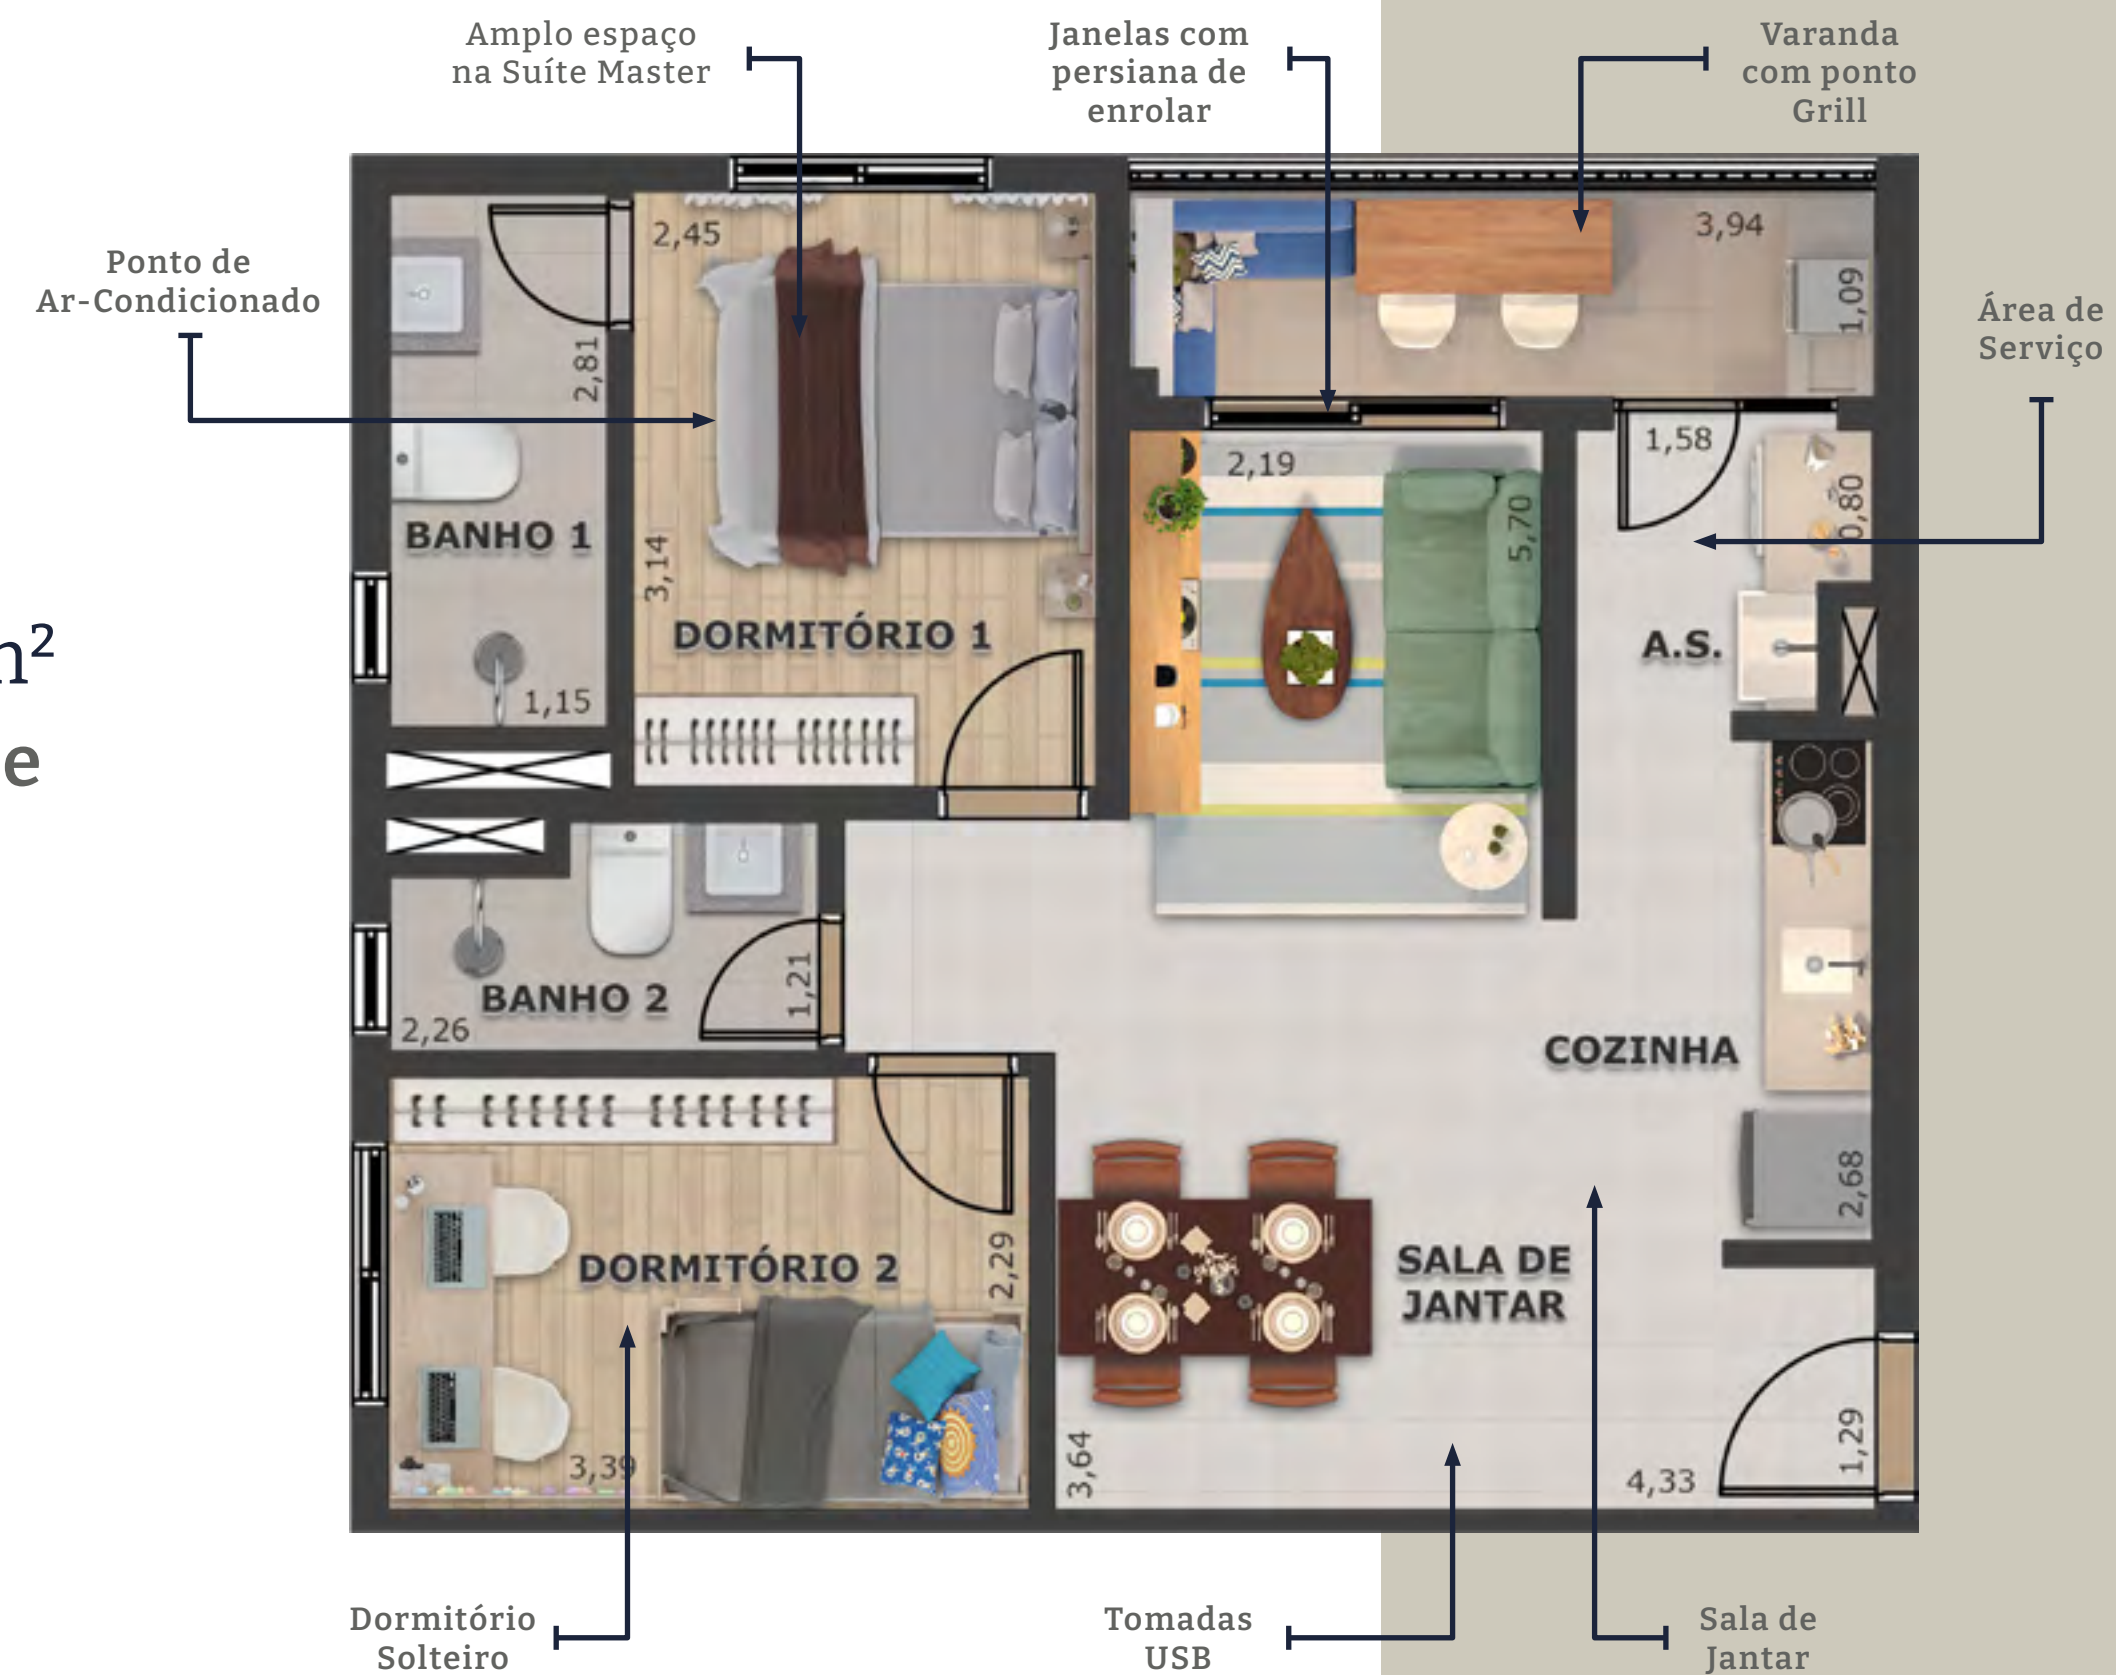 Amplo espaço
na Suíte Master
Janelas com
persiana de
enrolar
Varanda
com ponto
Grill
Ponto de
Ar-Condicionado
Área de
Serviço
2,45
3,94
1,09
2,81
1,58
2,19
0,80
5,70
BANHO 1
3,14
DORMITÓRIO 1
A.S.
m²
1,15
e
BANHO 2
1,21
2,26
COZINHA
2,68
DORMITÓRIO 2
2,29
SALA DE
JANTAR
3,39
3,64
4,33
1,29
Dormitório
Solteiro
Tomadas
USB
Sala de
Jantar